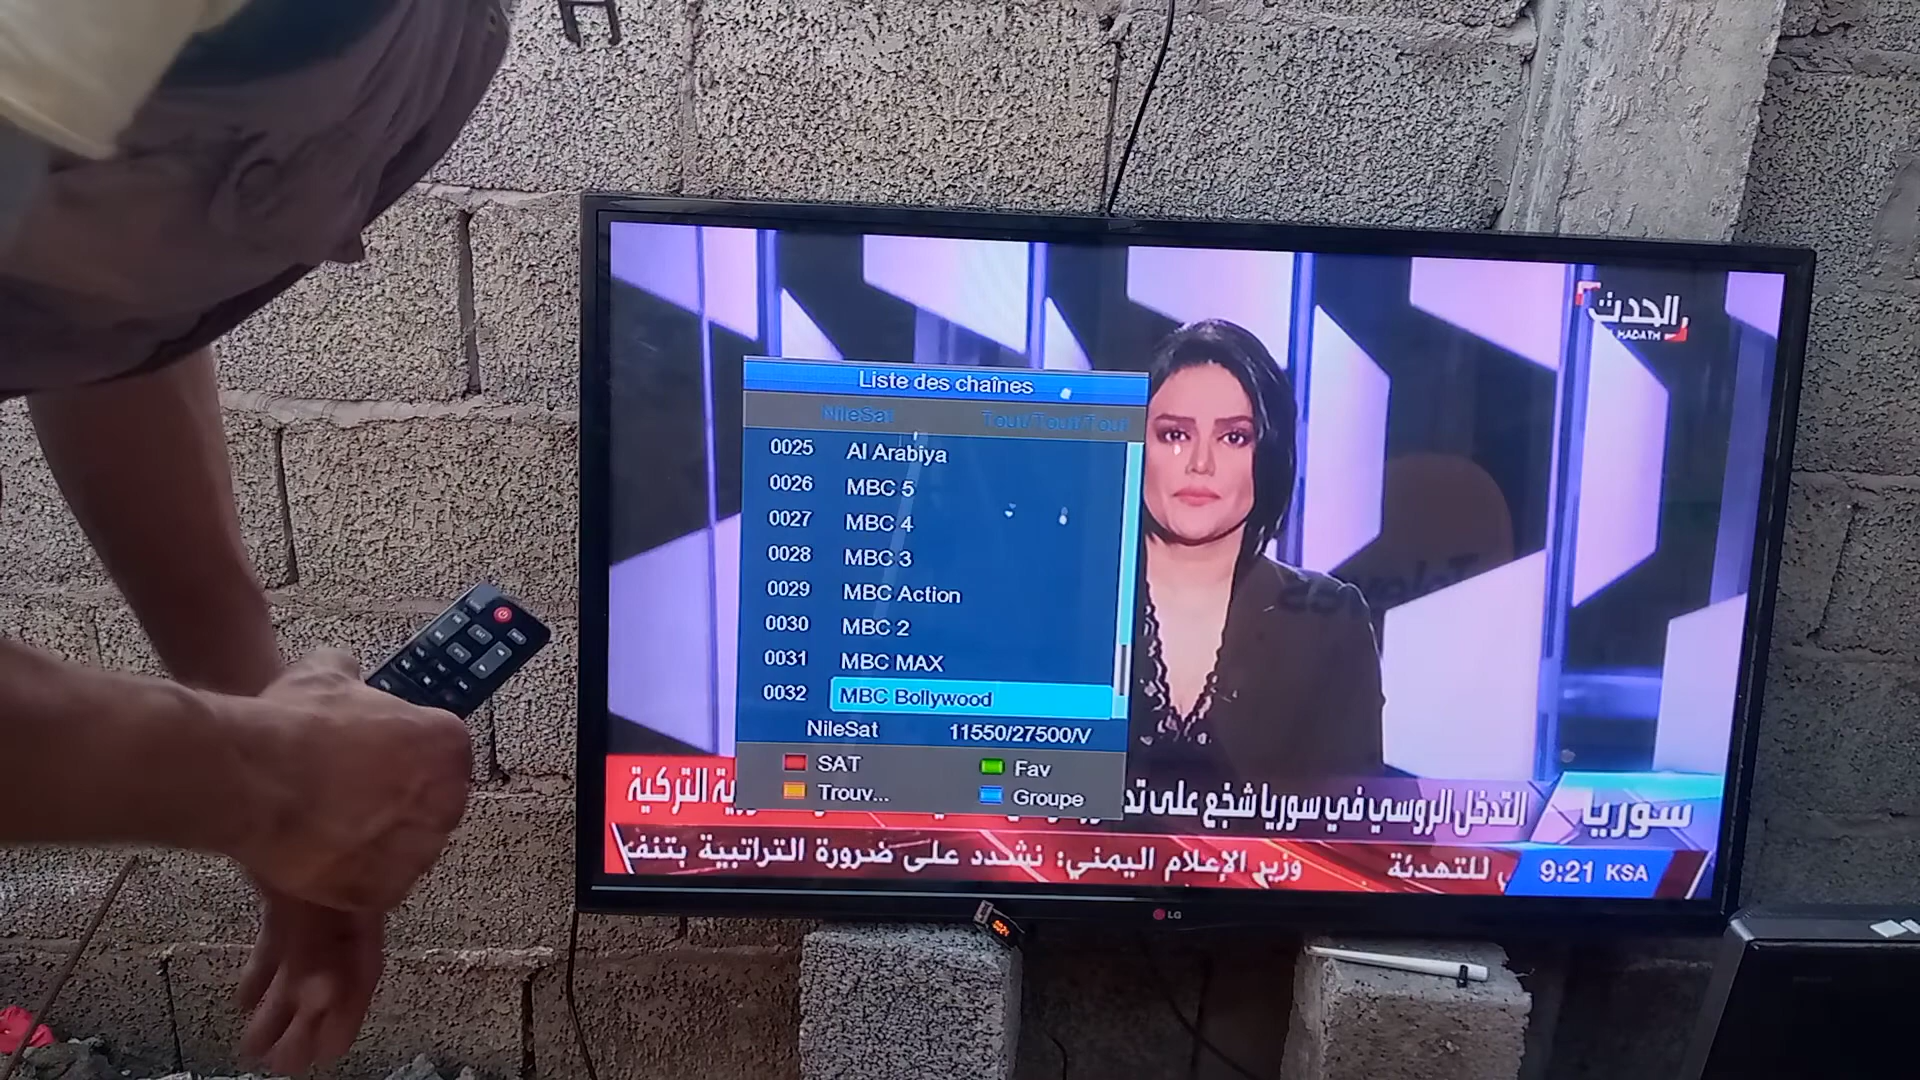 الحدث
HADATH
Liste des chaînes
NileSat Tout/Tout/Tout
0025 Al Arabiya
0026 MBC 5
0027 MBC 4
0028 MBC 3
0029 MBC Action
0030 MBC 2
0031 MBC MAX
0032 MBC Bollywood
NileSat 11550/27500/V
SAT Fav
Trouv... Groupe
سوريا
التدخل الروسي في سوريا شجع على
التركية
للتهدئة وزير الإعلام اليمني: نشدد على ضرورة التراتبية
9:21 KSA
LG